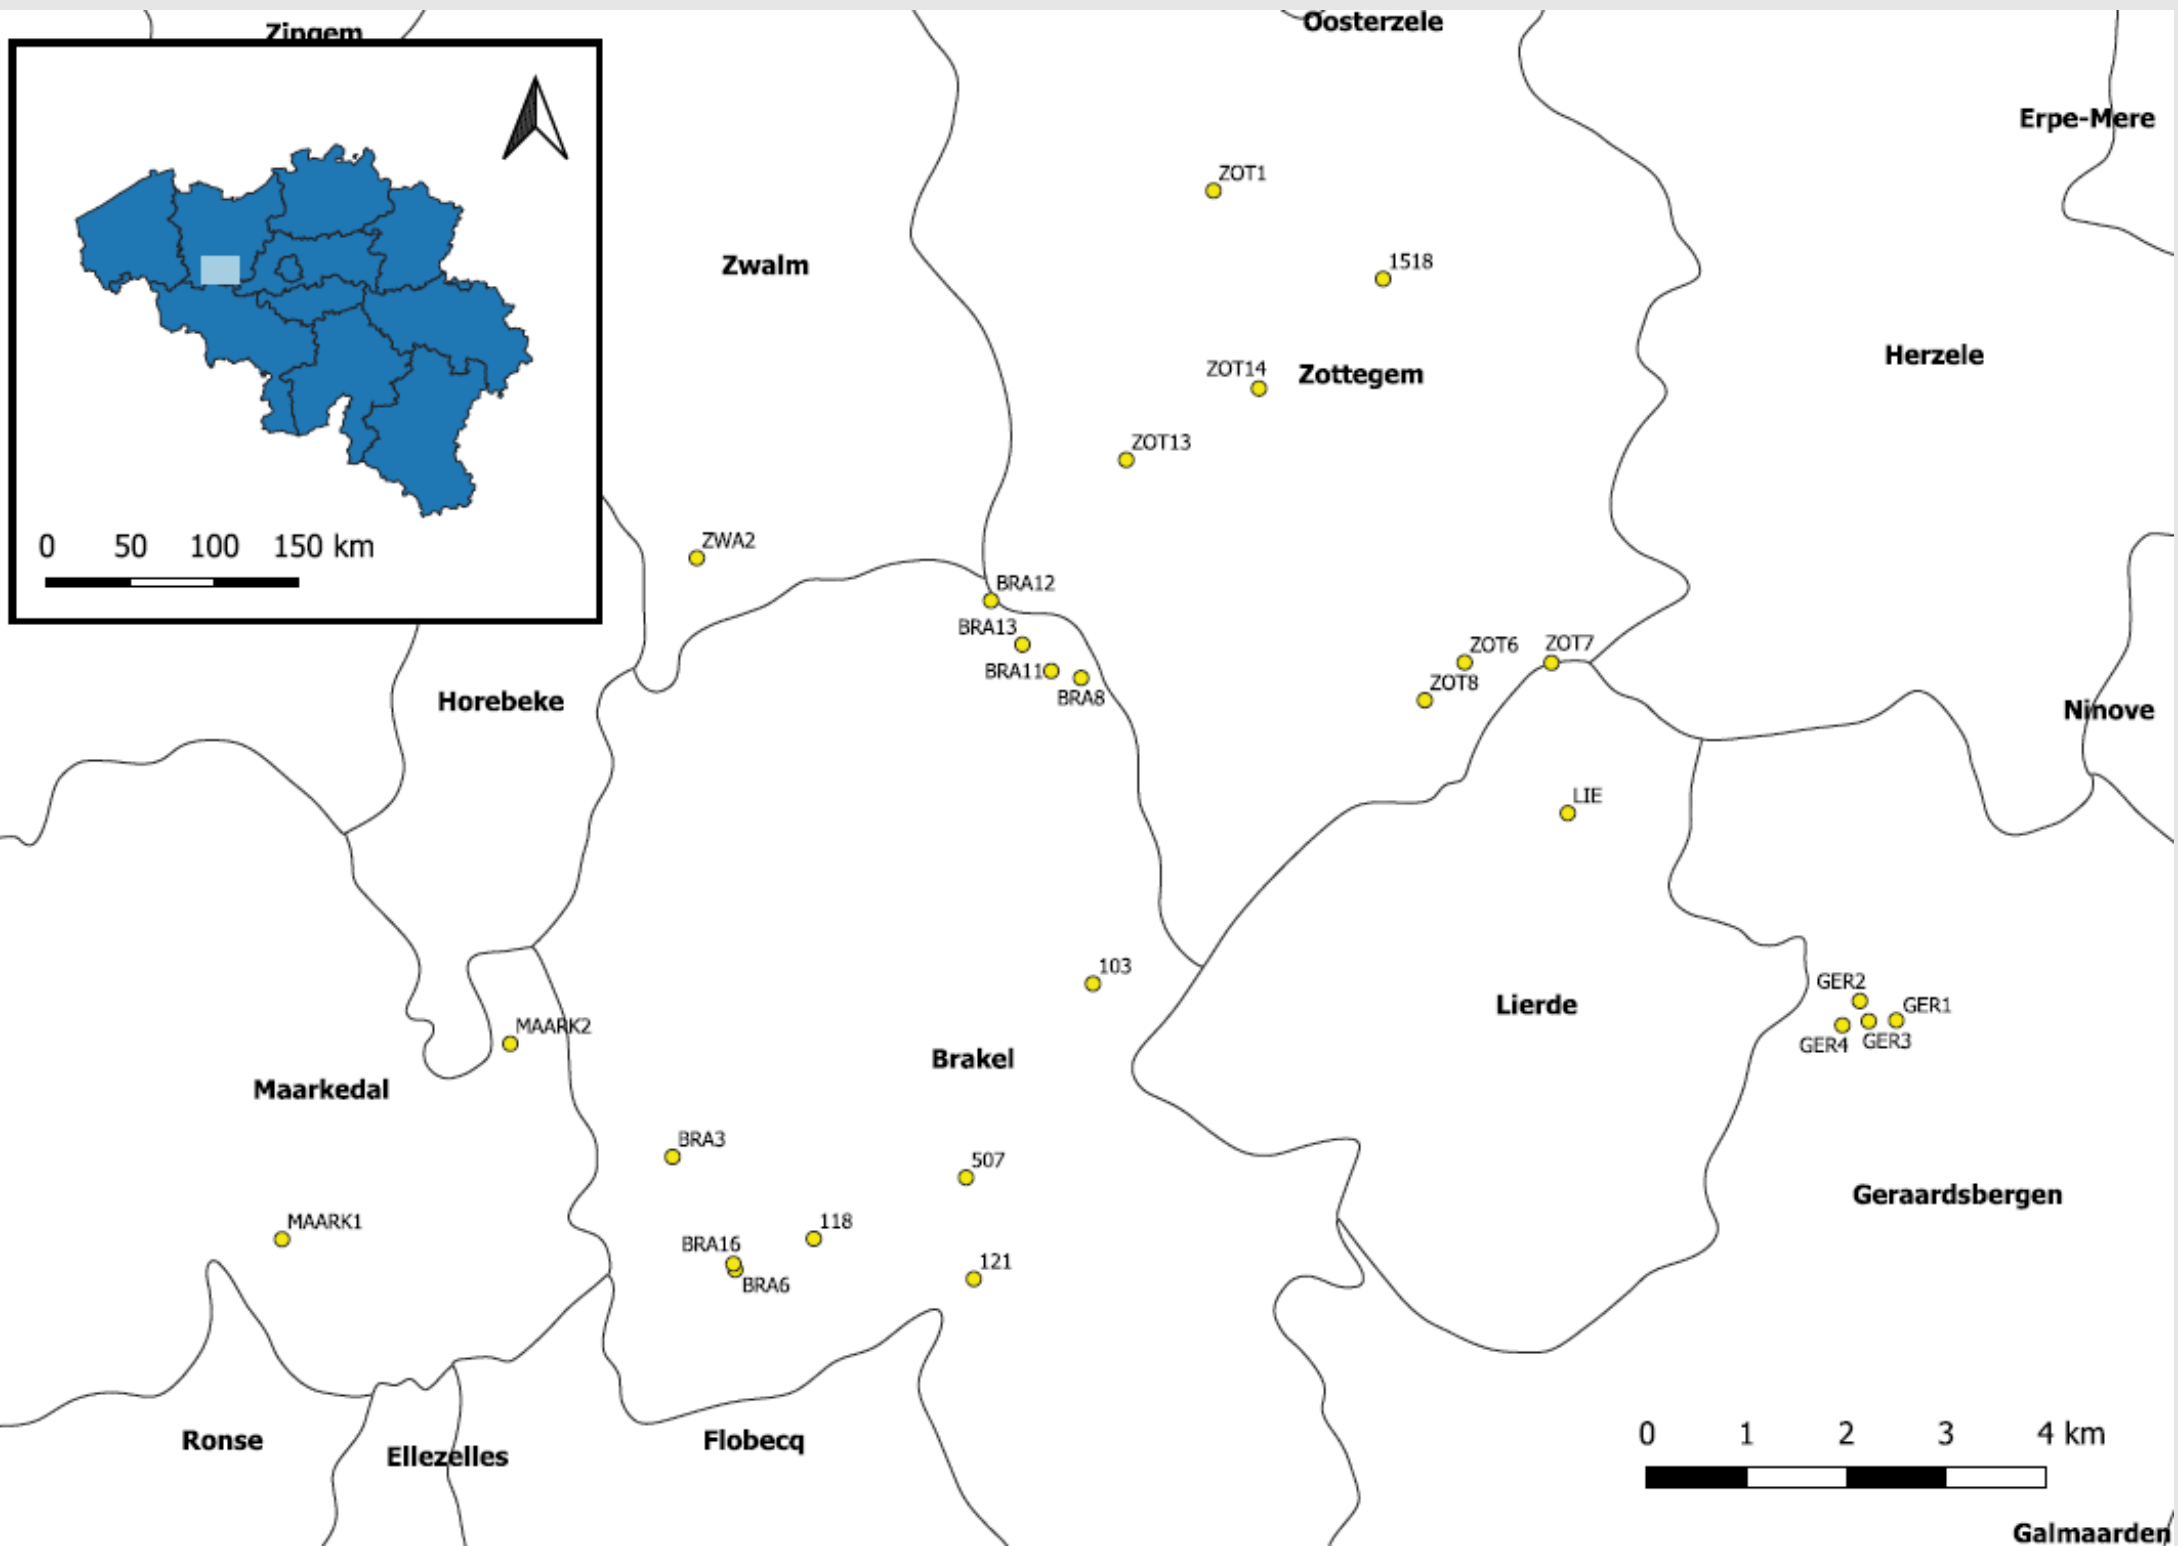 Oosterzele
Zingem
Erpe-Mere
ZOT1
1518
Zwalm
Herzele
ZOT14
Zottegem
ZOT13
ZWA2
0 50 100 150 km
BRA12
BRA13
BRA11
BRA8
ZOT6
ZOT7
ZOT8
Horebeke
Ninove
LIE
103
GER2
GER1
GER4
GER3
Lierde
MAARK2
Brakel
Maarkedal
BRA3
507
Geraardsbergen
MAARK1
118
BRA16
BRA6
121
Ronse
Ellezelles
Flobecq
0 1 2 3 4 km
Galmaarden